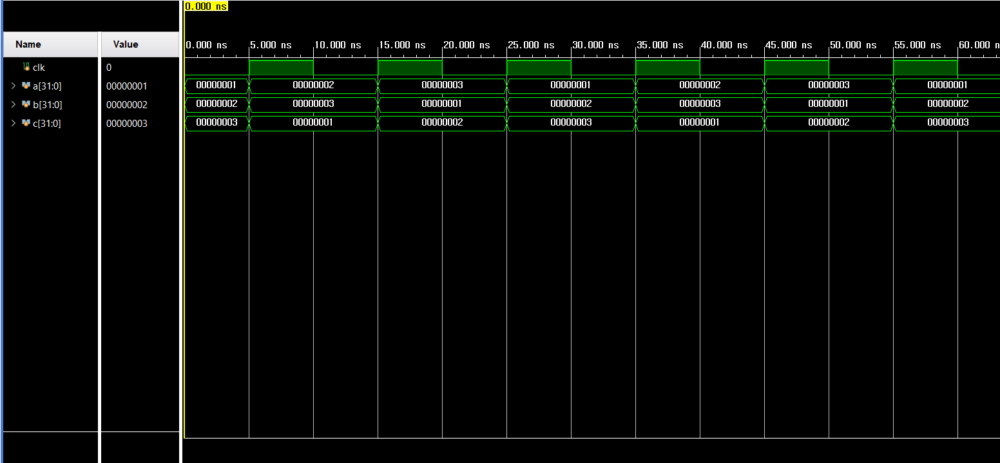 0.000 ns
Name Value 0.000 ns 5.000 ns 10.000 ns 15.000 ns 20.000 ns 25.000 ns 30.000 ns 35.000 ns 40.000 ns 45.000 ns 50.000 ns 55.000 ns 60.000 n
clk 0
a[31:0] 00000001 00000001 00000002 00000003 00000001 00000002 00000003 00000001
b[31:0] 00000002 00000002 00000003 00000001 00000002 00000003 00000001 00000002
c[31:0] 00000003 00000003 00000001 00000002 00000003 00000001 00000002 00000003